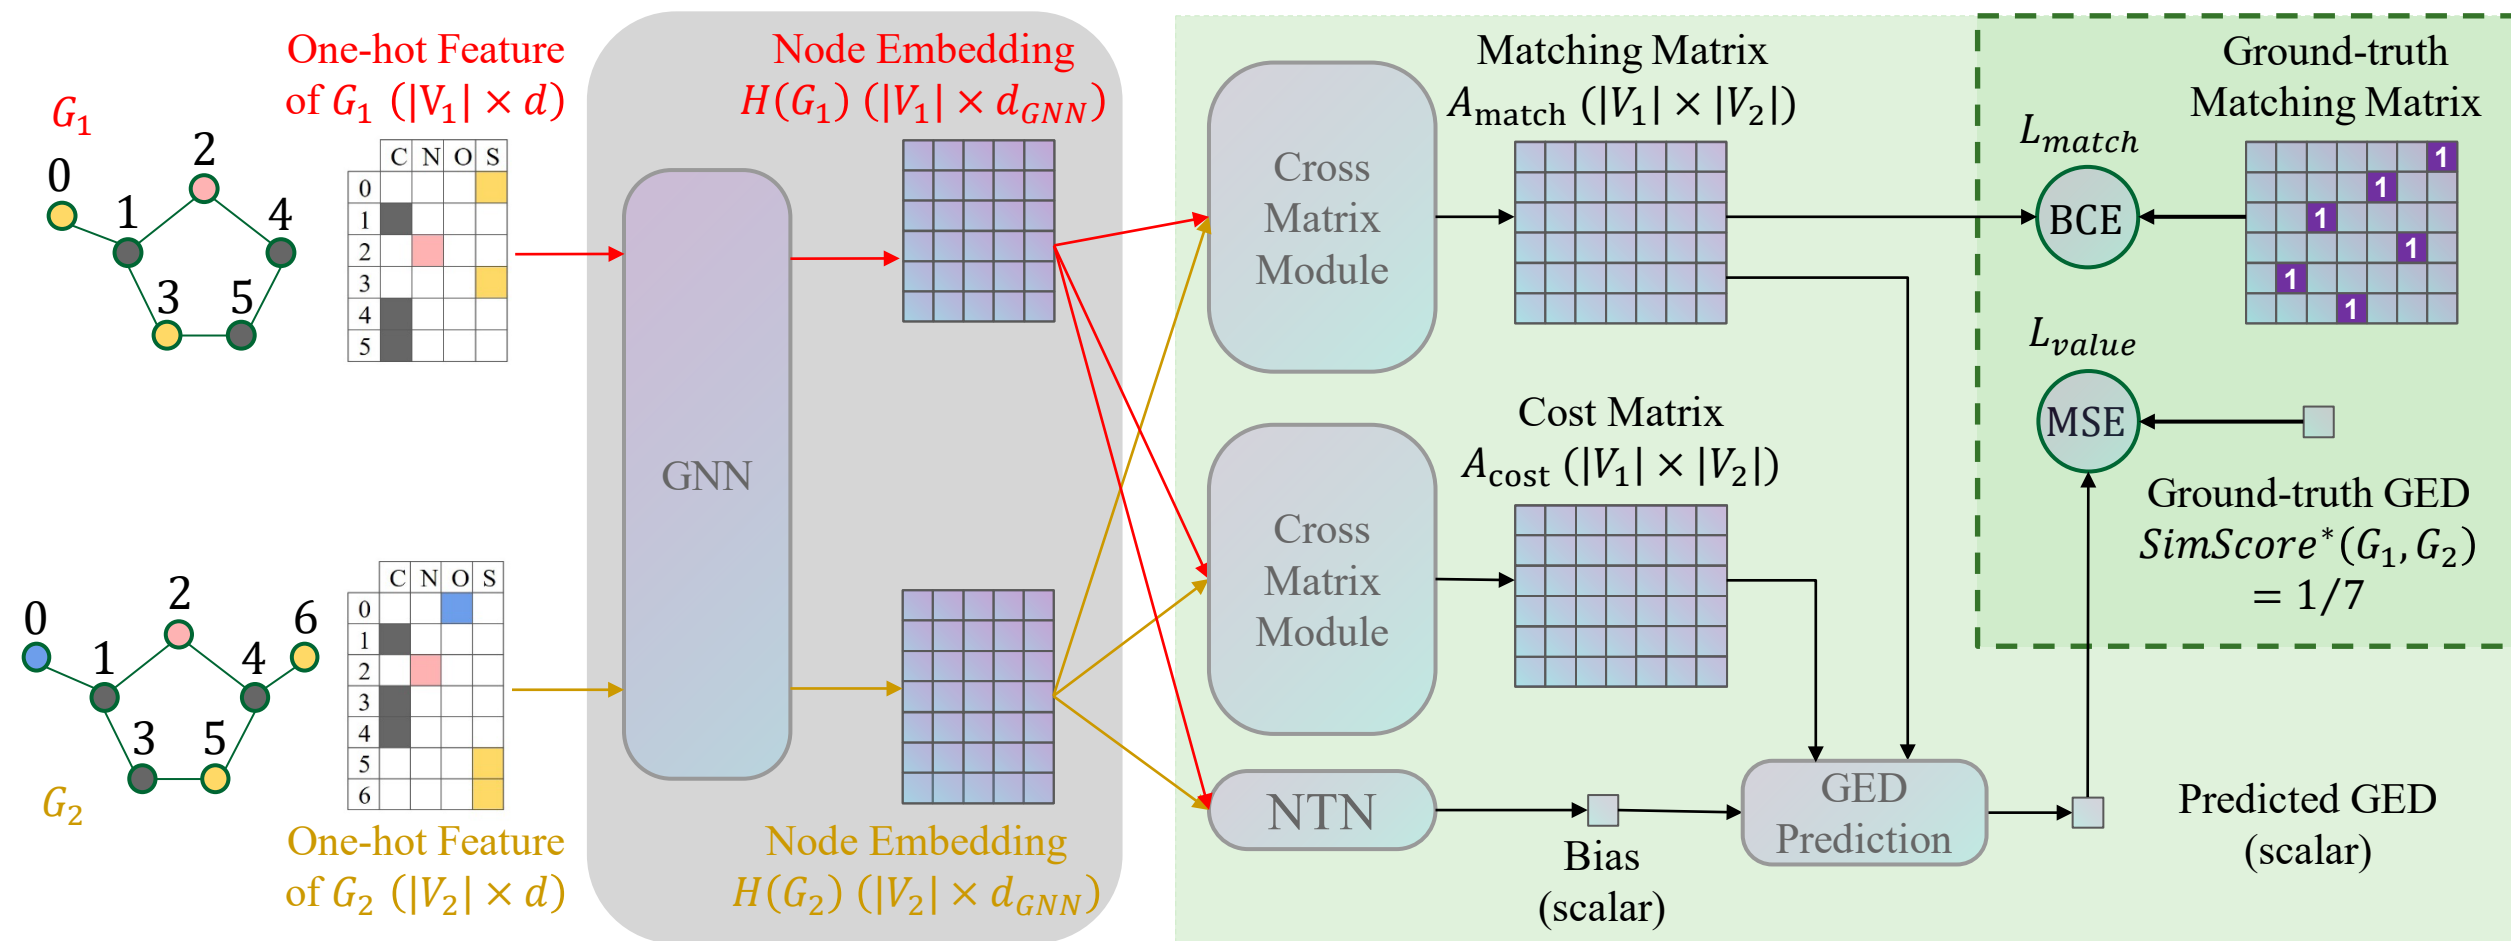 One-hot Feature
of G₁ (|V₁| × d)
G₁
0
1
2
3
4
5
C N O S
0
1
2
3
4
5
Node Embedding
H(G₁) (|V₁| × d_GNN)
GNN
G₂
0
1
2
3
4
5
6
C N O S
0
1
2
3
4
5
6
One-hot Feature
of G₂ (|V₂| × d)
Node Embedding
H(G₂) (|V₂| × d_GNN)
Cross
Matrix
Module
Matching Matrix
A_match (|V₁| × |V₂|)
Cross
Matrix
Module
Cost Matrix
A_cost (|V₁| × |V₂|)
NTN
Bias
(scalar)
GED
Prediction
Predicted GED
(scalar)
Ground-truth
Matching Matrix
L_match
BCE
1
1
1
1
1
1
L_value
MSE
Ground-truth GED
SimScore*(G₁, G₂)
= 1/7